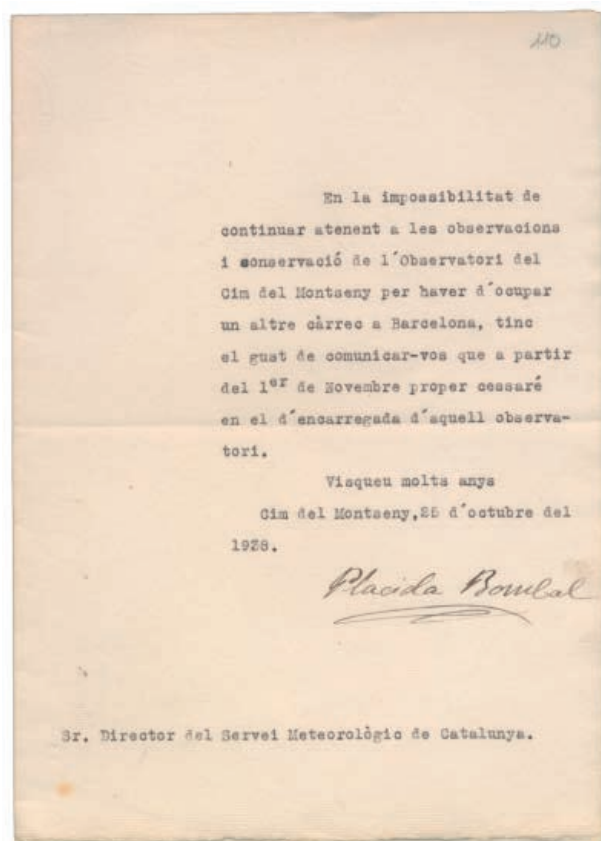 110
En la impossibilitat de
continuar atenent a les observacions
i conservació de l´Observatori del
Cim del Montseny per haver d´ocupar
un altre càrrec a Barcelona, tinc
el gust de comunicar-vos que a partir
del 1er de Novembre proper cessaré
en el d´encarregada d´aquell observa-
tori.
Visqueu molts anys
Cim del Montseny,25 d´octubre del
1938.
Placida Bombal
Sr. Director del Servei Meteorològic de Catalunya.